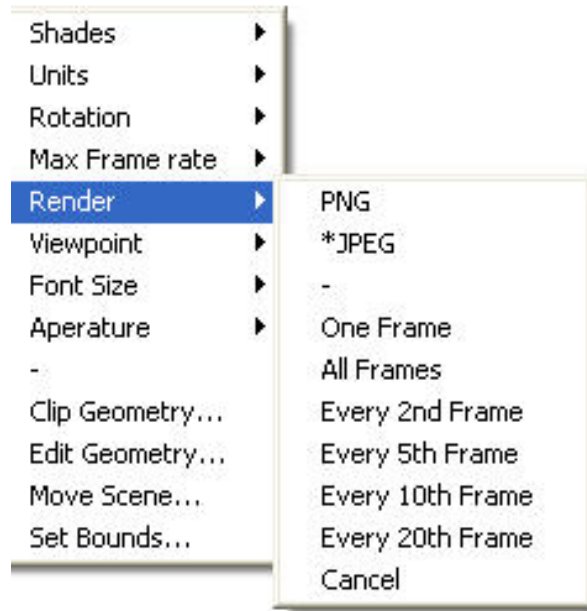 Shades
Units
Rotation
Max Frame rate
Render
Viewpoint
Font Size
Aperature
-
Clip Geometry...
Edit Geometry...
Move Scene...
Set Bounds...
PNG
*JPEG
-
One Frame
All Frames
Every 2nd Frame
Every 5th Frame
Every 10th Frame
Every 20th Frame
Cancel